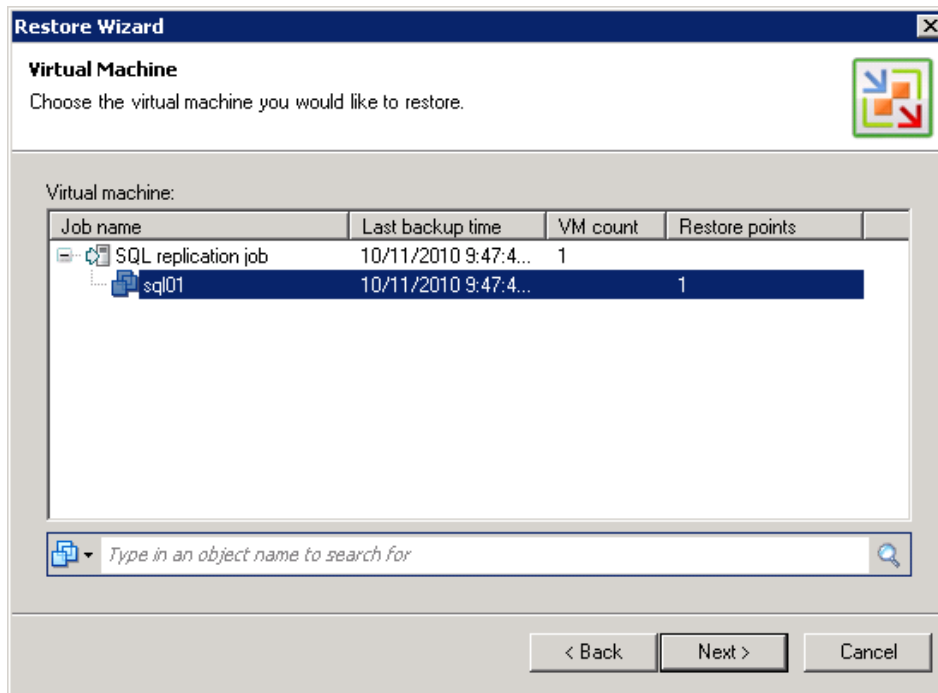 Restore Wizard
Virtual Machine
Choose the virtual machine you would like to restore.
Virtual machine:
Job name Last backup time VM count Restore points
SQL replication job 10/11/2010 9:47:4... 1
sql01 10/11/2010 9:47:4... 1
Type in an object name to search for
< Back Next > Cancel